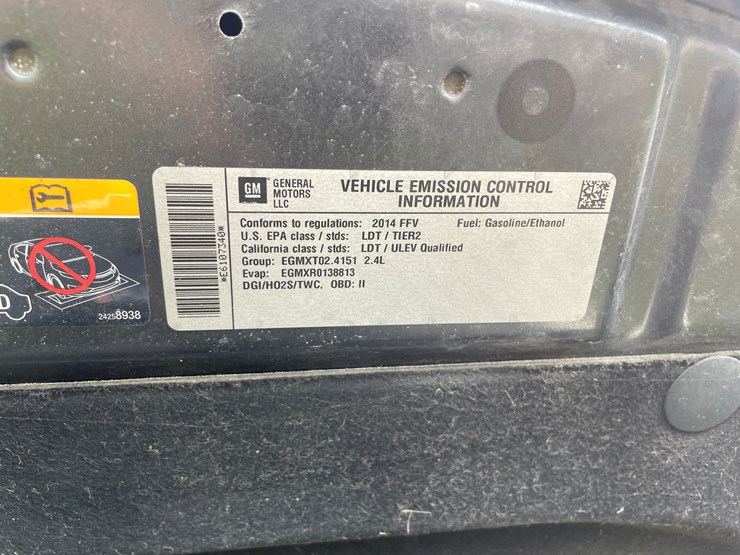 GM
GENERAL
MOTORS
LLC
VEHICLE EMISSION CONTROL
INFORMATION
Conforms to regulations: 2014 FFV Fuel: Gasoline/Ethanol
U.S. EPA class / stds: LDT / TIER2
California class / stds: LDT / ULEV Qualified
Group: EGMXT02.4151 2.4L
Evap: EGMXR0138813
DGI/HO2S/TWC, OBD: II
*E6107340*
D
24258938